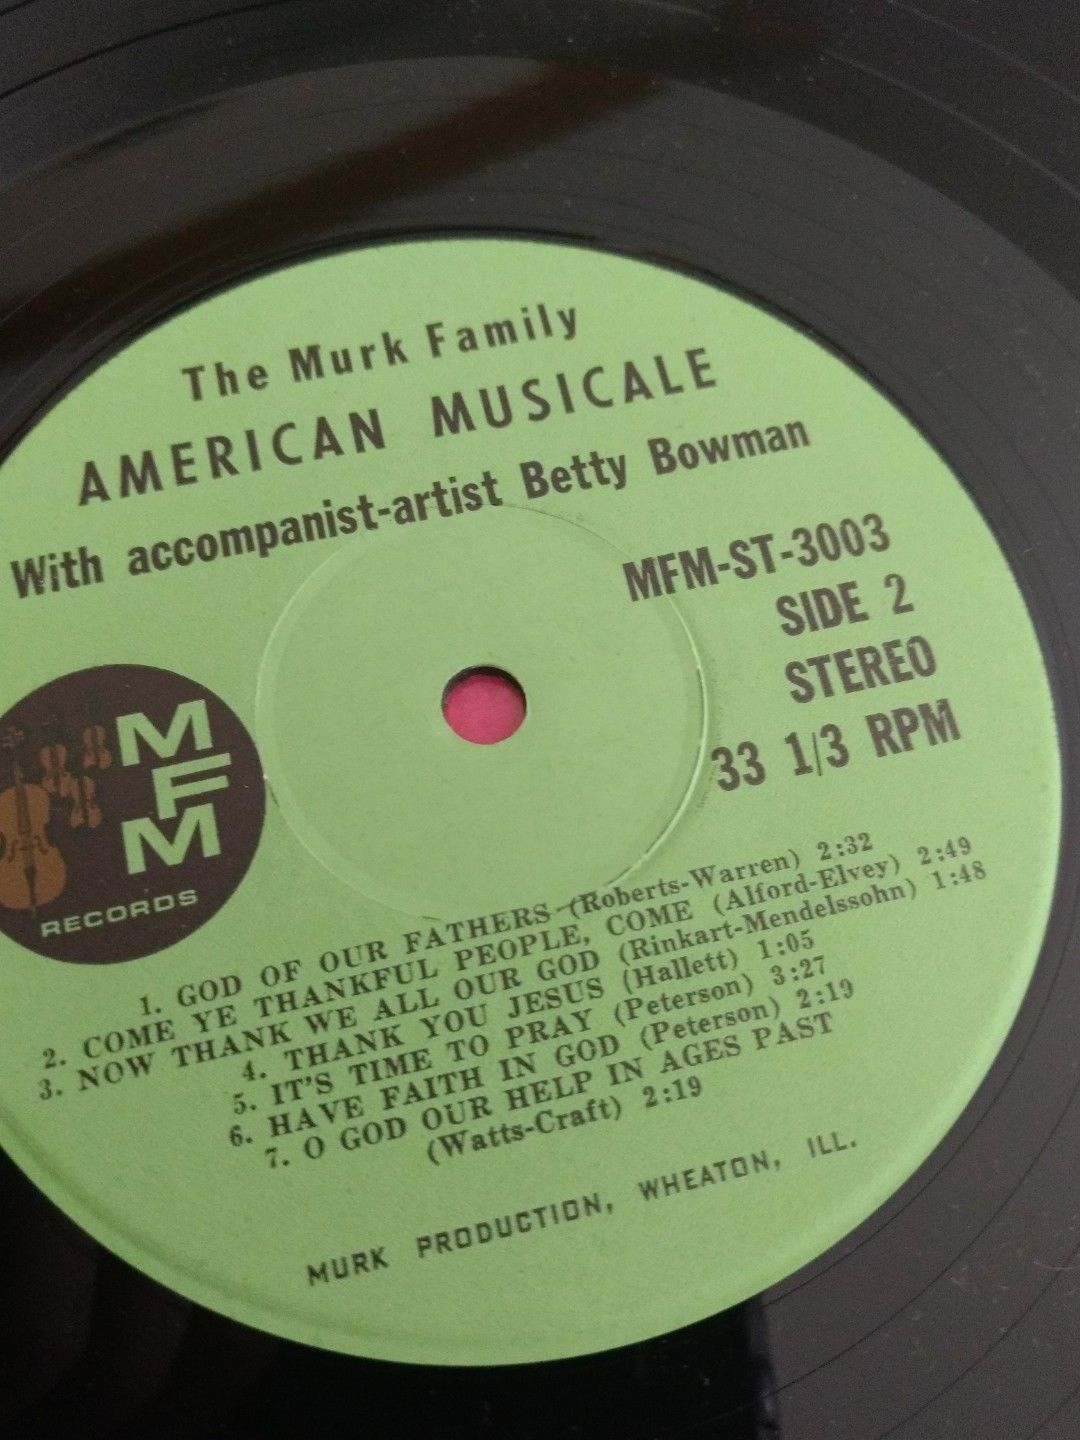 The Murk Family
AMERICAN MUSICALE
With accompanist-artist Betty Bowman
MFM-ST-3003
SIDE 2
STEREO
33 1/3 RPM
M
F
M
RECORDS
1. GOD OF OUR FATHERS (Roberts-Warren) 2:32
2. COME YE THANKFUL PEOPLE, COME (Alford-Elvey) 2:49
3. NOW THANK WE ALL OUR GOD (Rinkart-Mendelssohn) 1:48
4. THANK YOU JESUS (Hallett) 1:05
5. IT'S TIME TO PRAY (Peterson) 3:27
6. HAVE FAITH IN GOD (Peterson) 2:19
7. O GOD OUR HELP IN AGES PAST
(Watts-Craft) 2:19
MURK PRODUCTION, WHEATON, ILL.